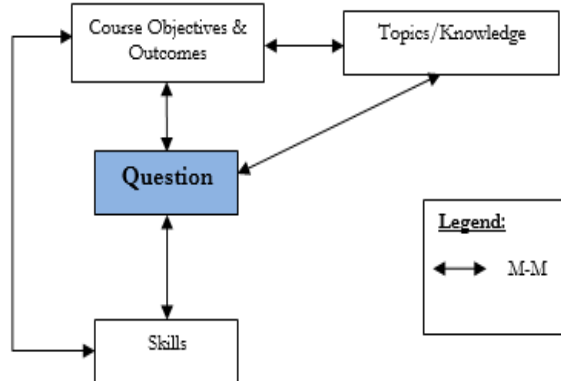 Course Objectives &
Outcomes
Topics/Knowledge
Question
Legend:
M-M
Skills